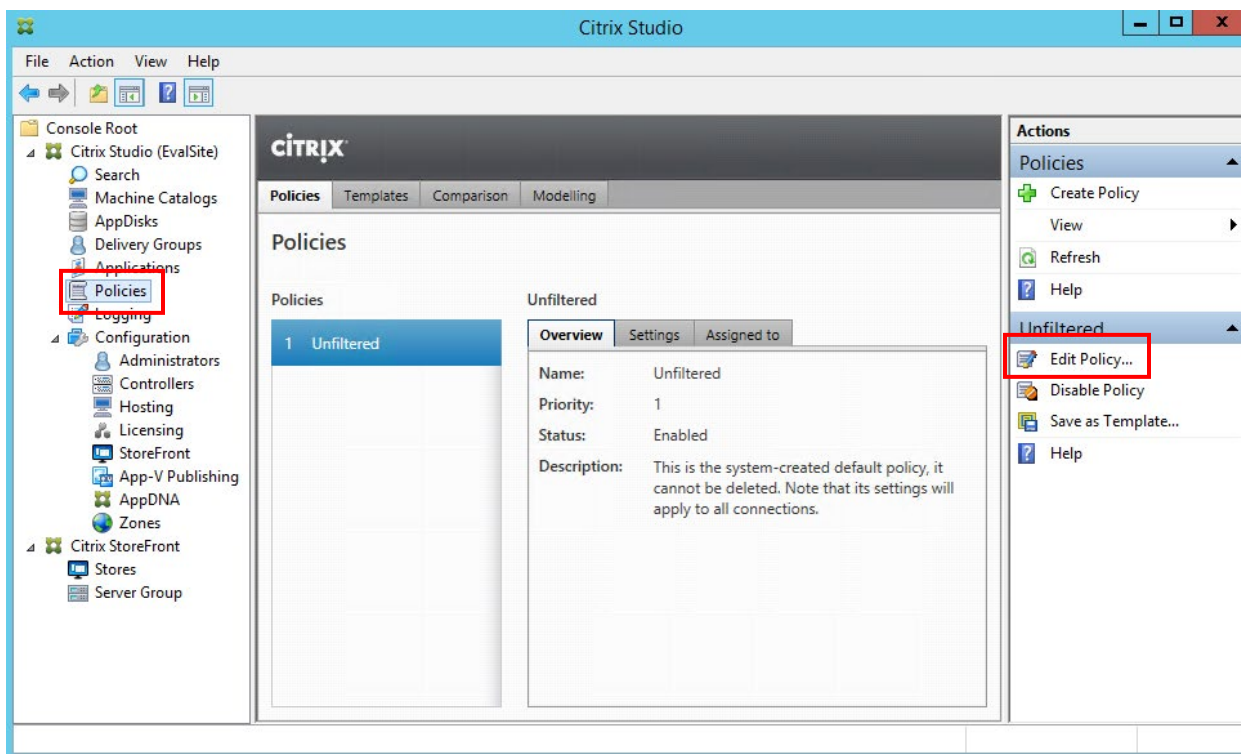 Citrix Studio
File Action View Help
Console Root
Citrix Studio (EvalSite)
Search
Machine Catalogs
AppDisks
Delivery Groups
Applications
Policies
Logging
Configuration
Administrators
Controllers
Hosting
Licensing
StoreFront
App-V Publishing
AppDNA
Zones
Citrix StoreFront
Stores
Server Group
CİTRIX
Policies Templates Comparison Modelling
Policies
Policies
1 Unfiltered
Unfiltered
Overview Settings Assigned to
Name: Unfiltered
Priority: 1
Status: Enabled
Description: This is the system-created default policy, it
cannot be deleted. Note that its settings will
apply to all connections.
Actions
Policies
Create Policy
View
Refresh
Help
Unfiltered
Edit Policy...
Disable Policy
Save as Template...
Help